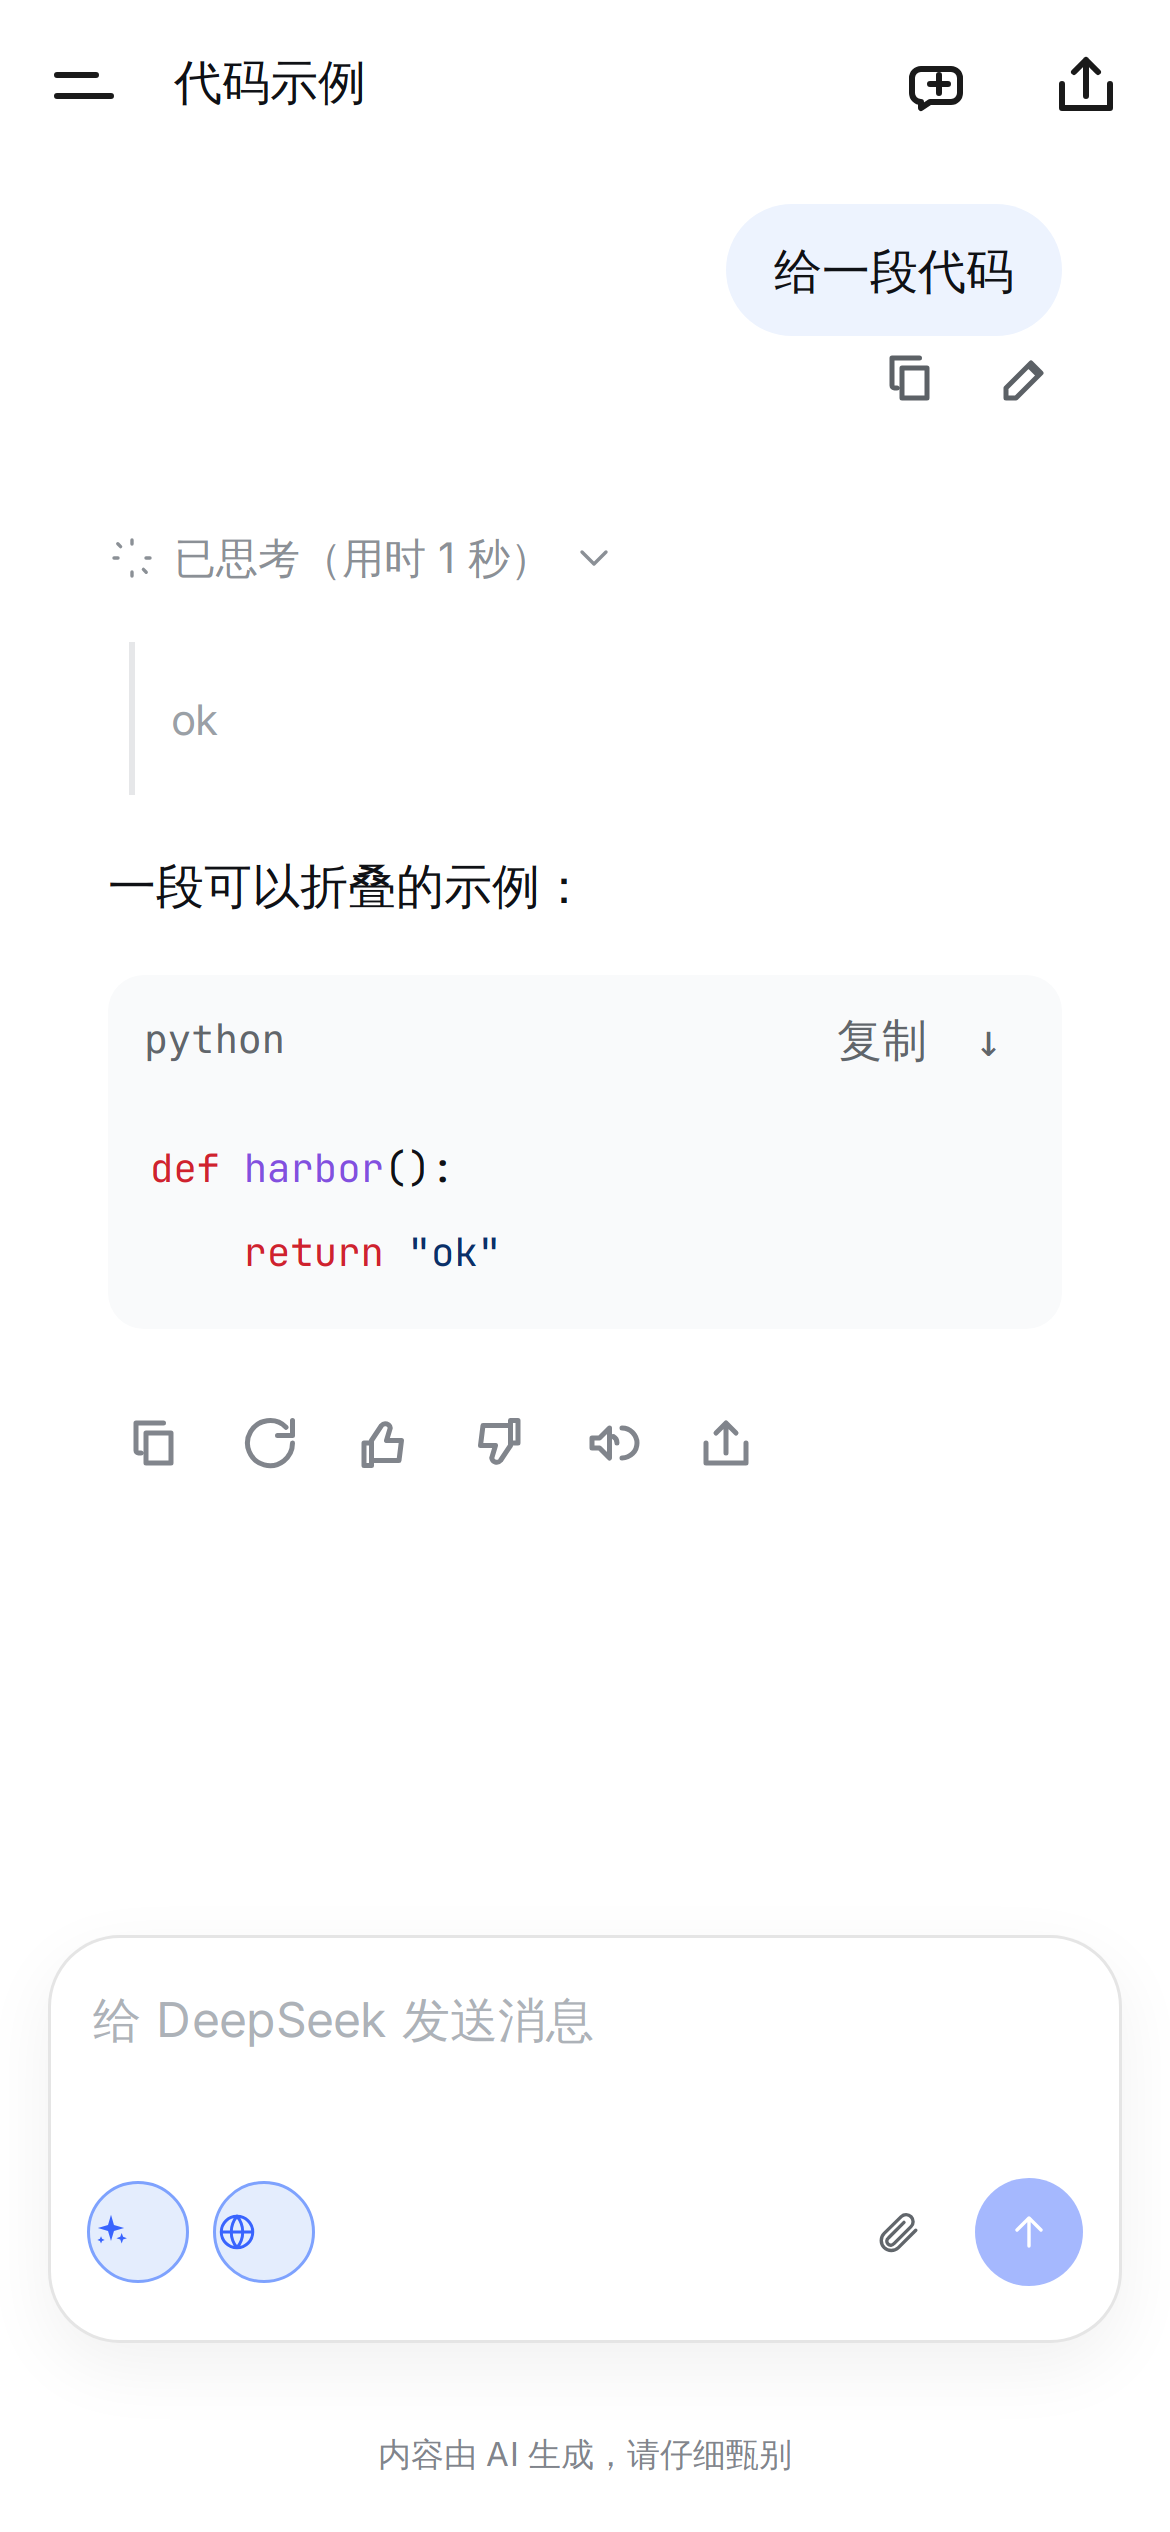 代码示例
给一段代码
已思考（用时 1 秒）
ok
一段可以折叠的示例：
python 复制 ↓
def harbor():
    return "ok"
给 DeepSeek 发送消息
内容由 AI 生成，请仔细甄别